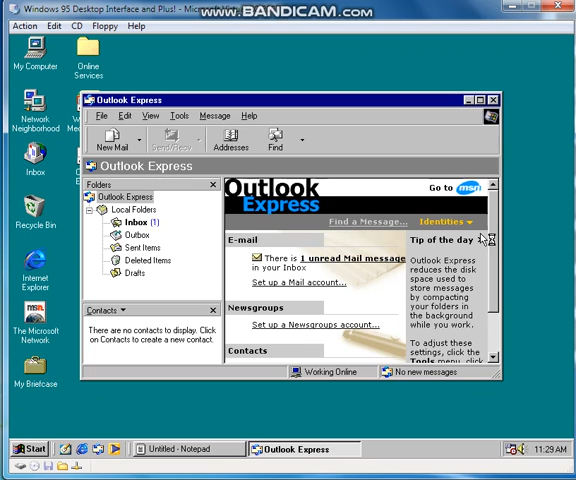 Windows 95 Desktop Interface and Plus! - Microsoft Vir
www.BANDICAM.com
Action Edit CD Floppy Help
My Computer
Online Services
Network Neighborhood
Inbox
Recycle Bin
Internet Explorer
The Microsoft Network
My Briefcase
Outlook Express
File Edit View Tools Message Help
New Mail Send/Recv Addresses Find
Outlook Express
Folders
Outlook Express
Local Folders
Inbox (1)
Outbox
Sent Items
Deleted Items
Drafts
Contacts
There are no contacts to display. Click
on Contacts to create a new contact.
Outlook
Express
Go to msn
Find a Message... Identities
E-mail
There is 1 unread Mail message
in your Inbox
Set up a Mail account...
Newsgroups
Set up a Newsgroups account...
Contacts
Tip of the day
Outlook Express
reduces the disk
space used to
store messages
by compacting
your folders in
the background
while you work.
To adjust these
settings, click the
Tools menu, click
Working Online No new messages
Start Untitled - Notepad Outlook Express 11:29 AM